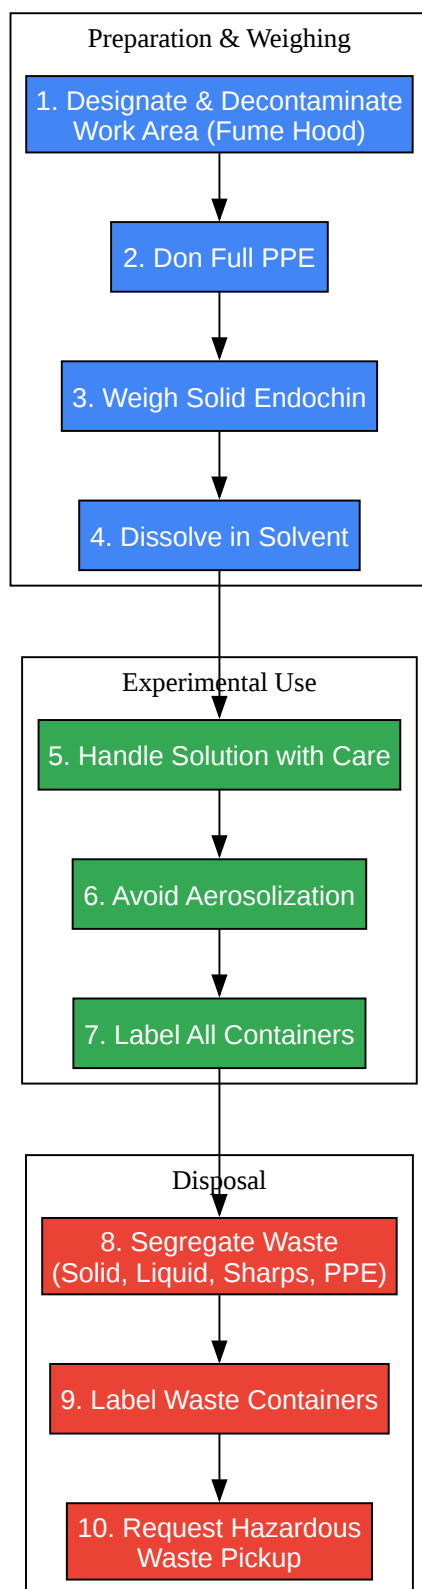 Preparation & Weighing
1. Designate & Decontaminate
Work Area (Fume Hood)
2. Don Full PPE
3. Weigh Solid Endochin
4. Dissolve in Solvent
Experimental Use
5. Handle Solution with Care
6. Avoid Aerosolization
7. Label All Containers
Disposal
8. Segregate Waste
(Solid, Liquid, Sharps, PPE)
9. Label Waste Containers
10. Request Hazardous
Waste Pickup